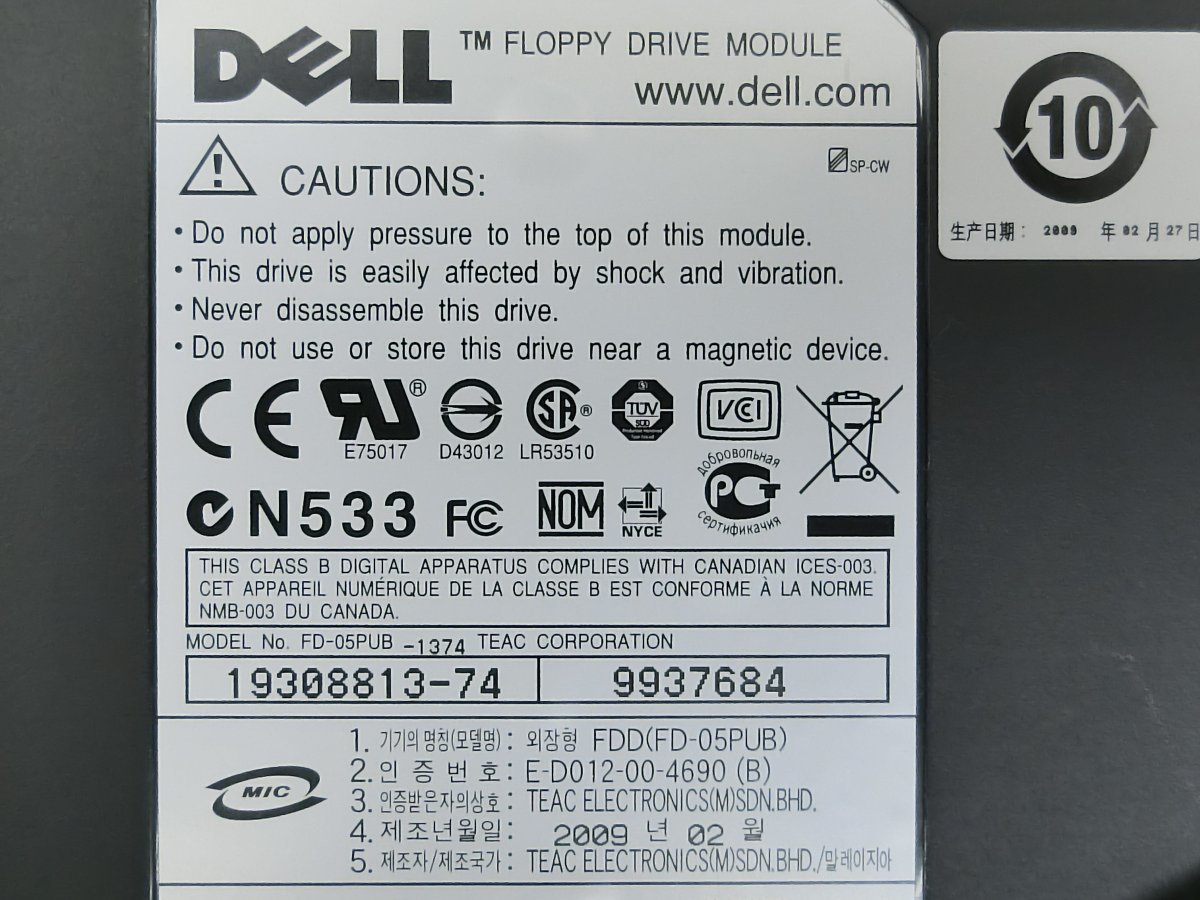 DELL ™ FLOPPY DRIVE MODULE
www.dell.com
CAUTIONS:
SP-CW
• Do not apply pressure to the top of this module.
• This drive is easily affected by shock and vibration.
• Never disassemble this drive.
• Do not use or store this drive near a magnetic device.
10
生产日期： 2009 年 02 月 27 日
CE RU ® SA ® TUV VCI
E75017 D43012 LR53510
N533 FC NOM NYCE
добровольная
РСТ
сертификачия
THIS CLASS B DIGITAL APPARATUS COMPLIES WITH CANADIAN ICES-003.
CET APPAREIL NUMÉRIQUE DE LA CLASSE B EST CONFORME À LA NORME
NMB-003 DU CANADA.
MODEL No. FD-05PUB -1374 TEAC CORPORATION
19308813-74 9937684
MIC
1. 기기의 명칭(모델명) : 외장형 FDD(FD-05PUB)
2. 인 증 번 호 : E-D012-00-4690 (B)
3. 인증받은자의상호 : TEAC ELECTRONICS(M)SDN.BHD.
4. 제조년월일 : 2009 년 02 월
5. 제조자/제조국가 : TEAC ELECTRONICS(M)SDN.BHD./말레이지아